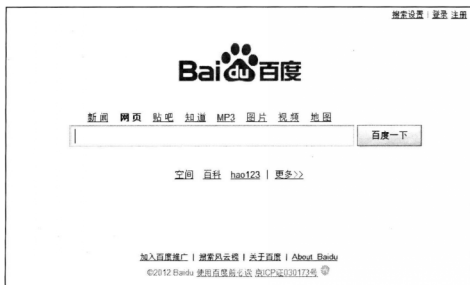 搜索设置 | 登录 注册
Baidu百度
新闻 网页 贴吧 知道 MP3 图片 视频 地图
百度一下
空间 百科 hao123 | 更多>>
加入百度推广 | 搜索风云榜 | 关于百度 | About Baidu
©2012 Baidu 使用百度前必读 京ICP证030173号